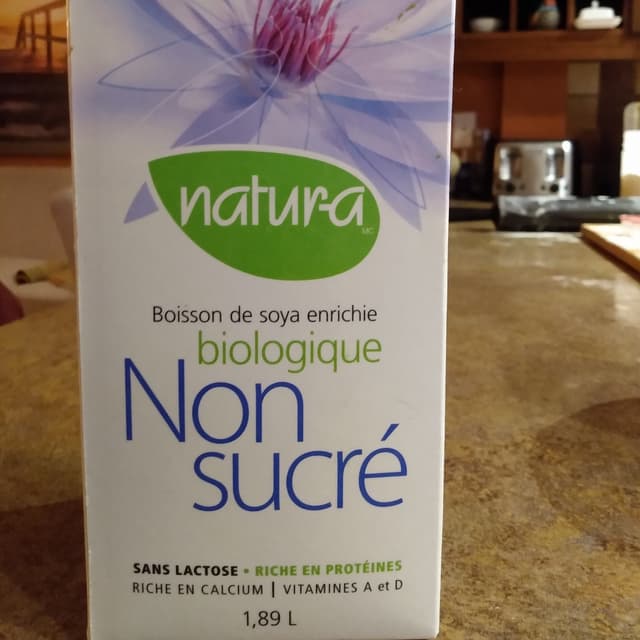 natur-a
MC
Boisson de soya enrichie
biologique
Non
sucré
SANS LACTOSE • RICHE EN PROTÉINES
RICHE EN CALCIUM | VITAMINES A et D
1,89 L